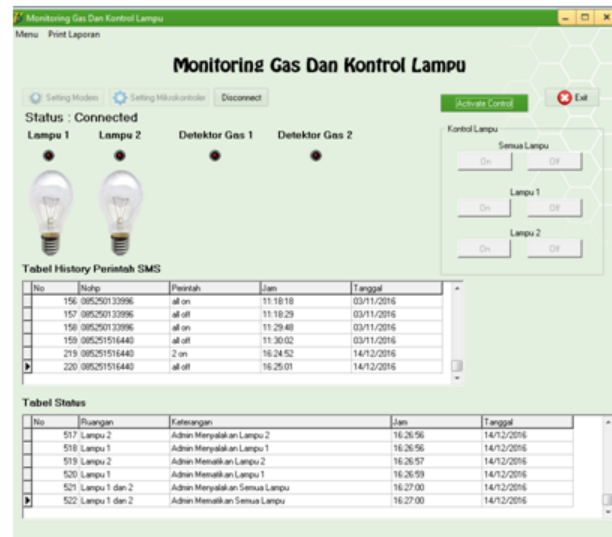 Monitoring Gas Dan Kontrol Lampu
Menu Print Laporan
Monitoring Gas Dan Kontrol Lampu
Setting Modem Setting Mikrokontroler Disconnect Activate Control Exit
Status : Connected
Lampu 1 Lampu 2 Detektor Gas 1 Detektor Gas 2
Kontrol Lampu
Semua Lampu
On Off
Lampu 1
On Off
Lampu 2
On Off
Tabel History Perintah SMS
No Nohp Perintah Jam Tanggal
156 085250133996 all on 11:18:18 03/11/2016
157 085250133996 all off 11:18:29 03/11/2016
158 085250133996 all on 11:29:48 03/11/2016
159 085251516440 all off 11:30:02 03/11/2016
219 085251516440 2 on 16:24:52 14/12/2016
220 085251516440 all off 16:25:01 14/12/2016
Tabel Status
No Ruangan Keterangan Jam Tanggal
517 Lampu 2 Admin Menyalakan Lampu 2 16:26:56 14/12/2016
518 Lampu 1 Admin Menyalakan Lampu 1 16:26:56 14/12/2016
519 Lampu 2 Admin Mematikan Lampu 2 16:26:57 14/12/2016
520 Lampu 1 Admin Mematikan Lampu 1 16:26:59 14/12/2016
521 Lampu 1 dan 2 Admin Menyalakan Semua Lampu 16:27:00 14/12/2016
522 Lampu 1 dan 2 Admin Mematikan Semua Lampu 16:27:00 14/12/2016